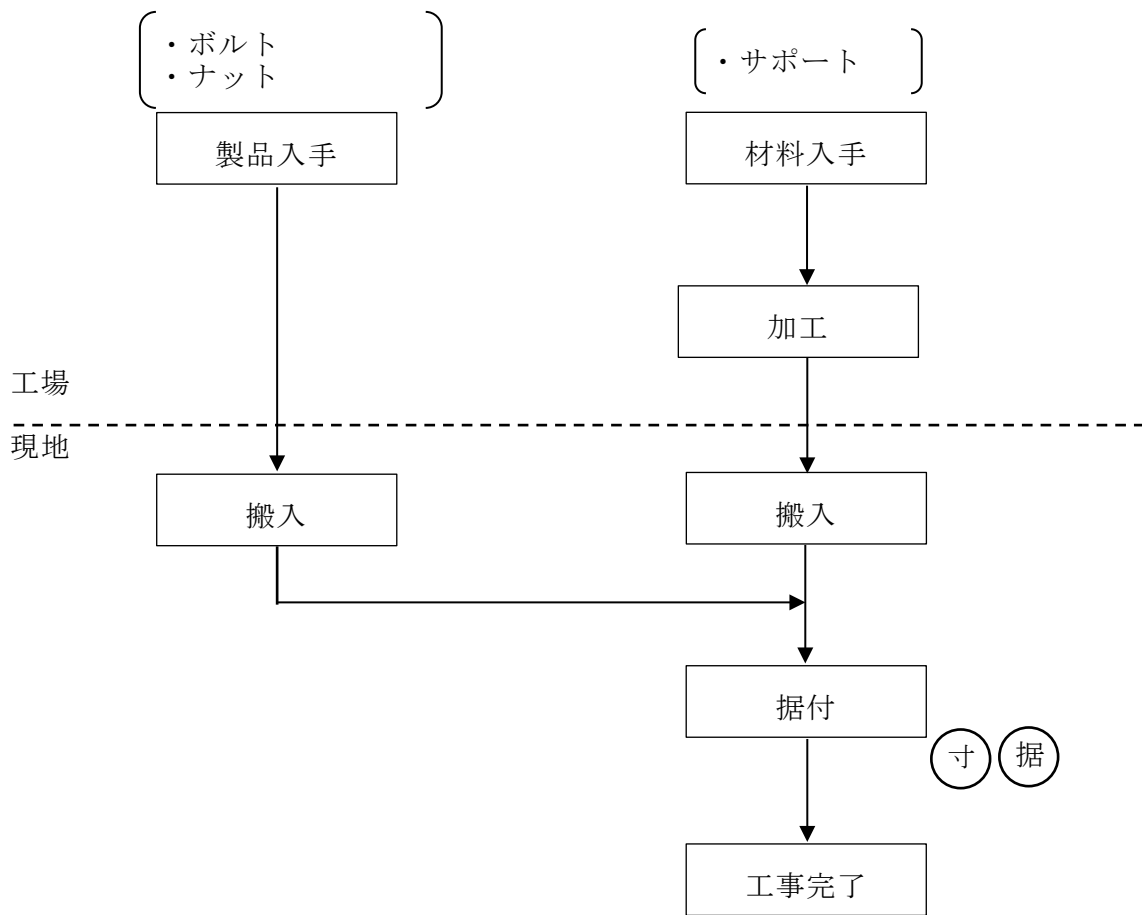 ・ボルト
・ナット
・サポート
製品入手
材料入手
加工
工場
現地
搬入
搬入
据付
寸
据
工事完了